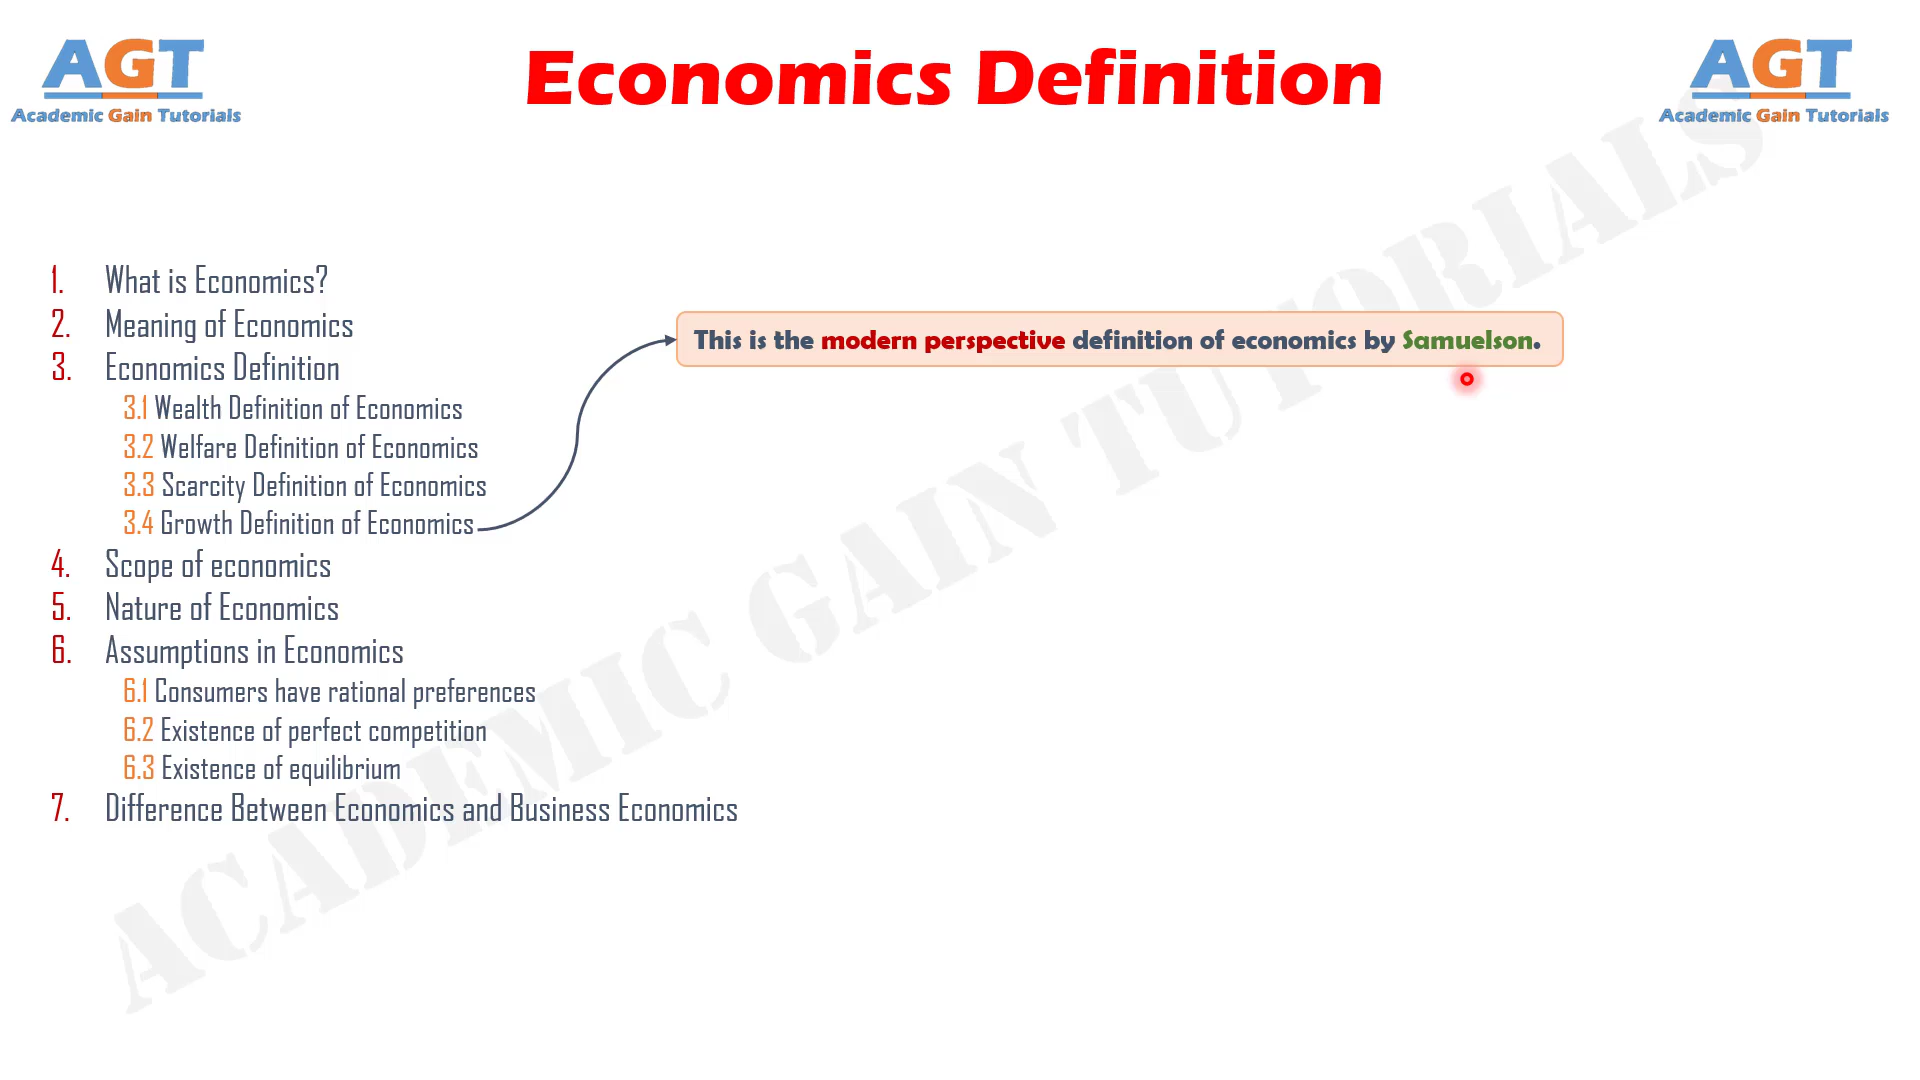 AGT
Academic Gain Tutorials
Economics Definition
AGT
Academic Gain Tutorials
1. What is Economics?
2. Meaning of Economics
3. Economics Definition
3.1 Wealth Definition of Economics
3.2 Welfare Definition of Economics
3.3 Scarcity Definition of Economics
3.4 Growth Definition of Economics
4. Scope of economics
5. Nature of Economics
6. Assumptions in Economics
6.1 Consumers have rational preferences
6.2 Existence of perfect competition
6.3 Existence of equilibrium
7. Difference Between Economics and Business Economics
This is the modern perspective definition of economics by Samuelson.
ACADEMIC GAIN TUTORIALS